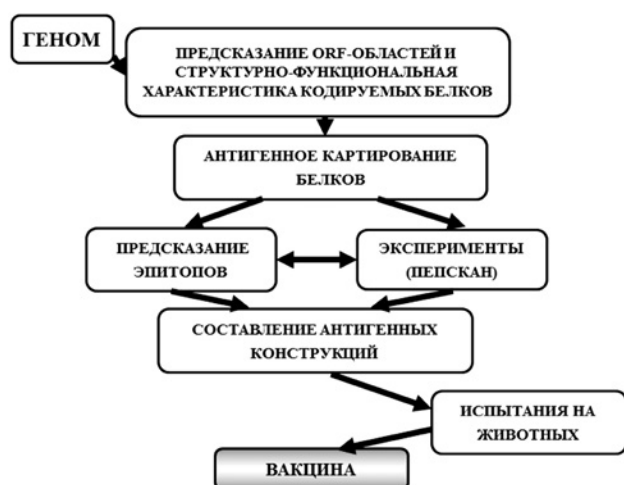 ГЕНОМ
ПРЕДСКАЗАНИЕ ORF-ОБЛАСТЕЙ И
СТРУКТУРНО-ФУНКЦИОНАЛЬНАЯ
ХАРАКТЕРИСТИКА КОДИРУЕМЫХ БЕЛКОВ
АНТИГЕННОЕ КАРТИРОВАНИЕ
БЕЛКОВ
ПРЕДСКАЗАНИЕ
ЭПИТОПОВ
ЭКСПЕРИМЕНТЫ
(ПЕПСКАН)
СОСТАВЛЕНИЕ АНТИГЕННЫХ
КОНСТРУКЦИЙ
ИСПЫТАНИЯ НА
ЖИВОТНЫХ
ВАКЦИНА